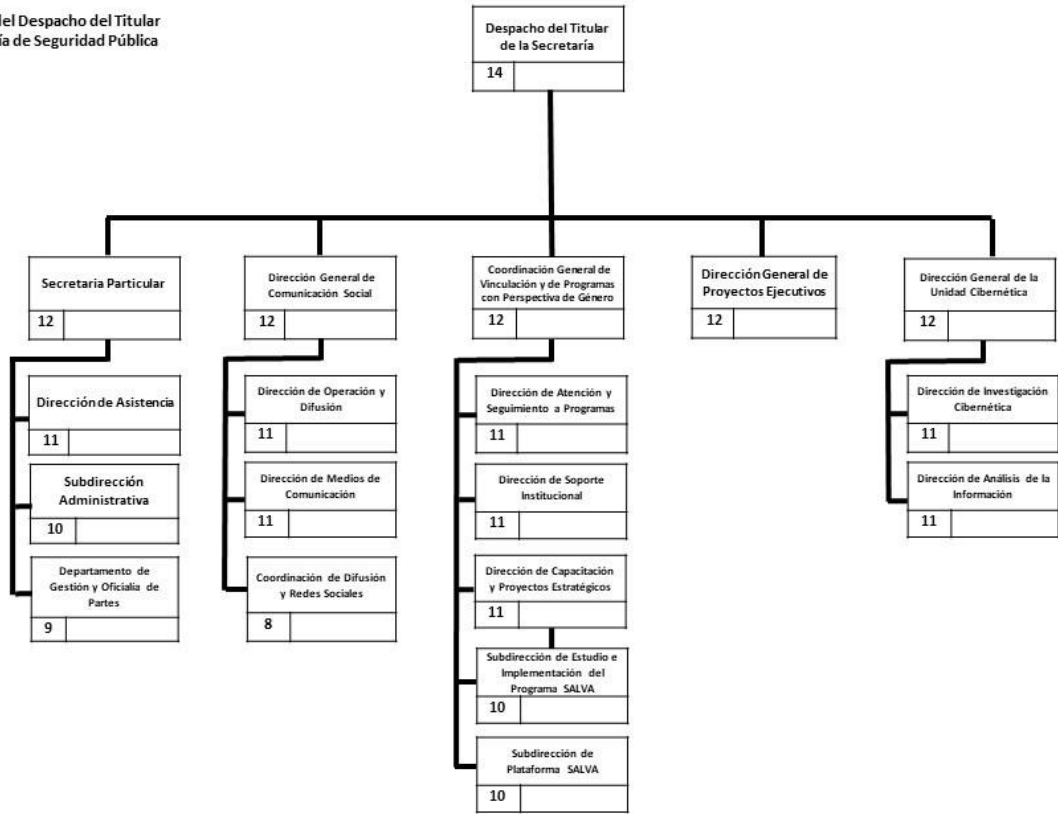 del Despacho del Titular
ía de Seguridad Pública
Despacho del Titular
de la Secretaría
14
Secretaria Particular
12
Dirección General de
Comunicación Social
12
Coordinación General de
Vinculación y de Programas
con Perspectiva de Género
12
Dirección General de
Proyectos Ejecutivos
12
Dirección General de la
Unidad Cibernética
12
Dirección de Asistencia
11
Subdirección
Administrativa
10
Departamento de
Gestión y Oficialia de
Partes
9
Dirección de Operación y
Difusión
11
Dirección de Medios de
Comunicación
11
Coordinación de Difusión
y Redes Sociales
8
Dirección de Atención y
Seguimiento a Programas
11
Dirección de Soporte
Institucional
11
Dirección de Capacitación
y Proyectos Estratégicos
11
Subdirección de Estudio e
Implementación del
Programa SALVA
10
Subdirección de
Plataforma SALVA
10
Dirección de Investigación
Cibernética
11
Dirección de Análisis de la
Información
11